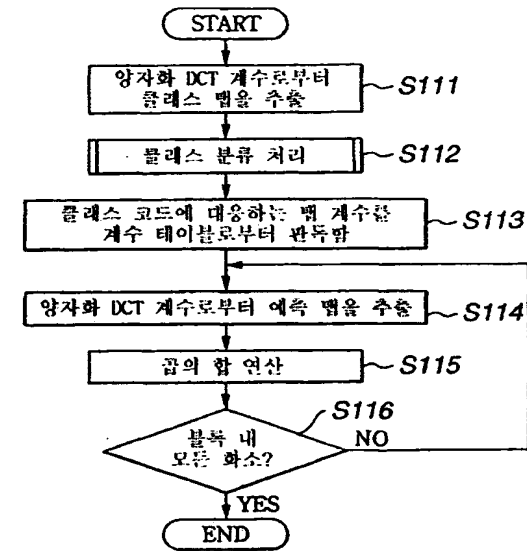 START
양자화 DCT 계수로부터
클래스 탭을 추출
S111
클래스 분류 처리
S112
클래스 코드에 대응하는 탭 계수를
계수 테이블로부터 판독함
S113
양자화 DCT 계수로부터 예측 탭을 추출
S114
곱의 합 연산
S115
S116
블록 내
모든 화소?
NO
YES
END